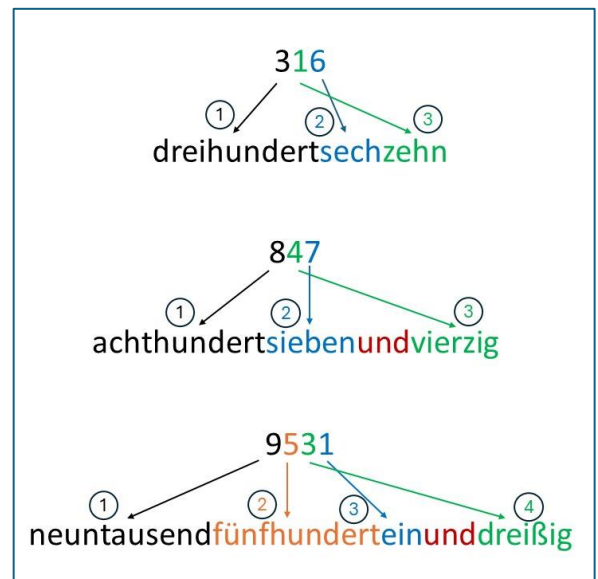 316
1 2 3
dreihundertsechzehn
847
1 2 3
achthundertsiebenundvierzig
9531
1 2 3 4
neuntausendfünfhunderteinunddreißig